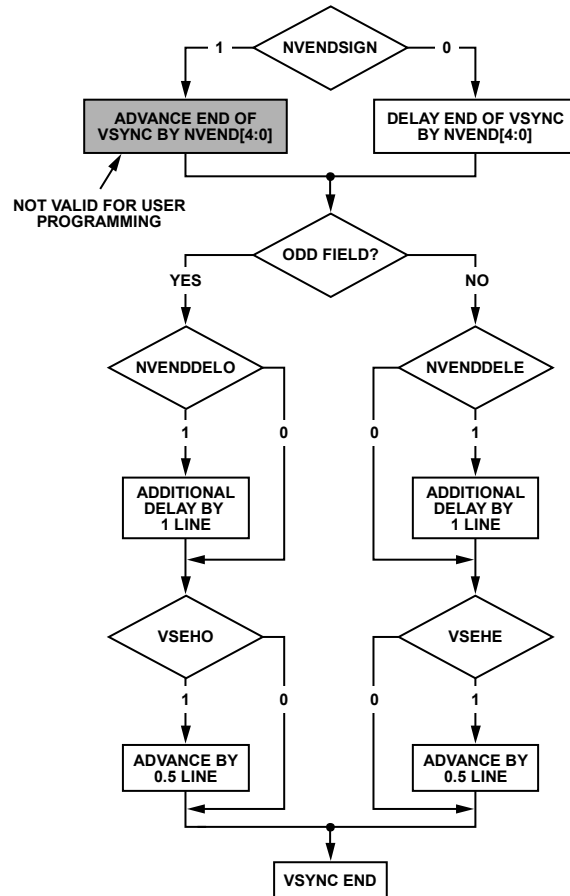 NVENDSIGN
1
0
ADVANCE END OF
VSYNC BY NVEND[4:0]
DELAY END OF VSYNC
BY NVEND[4:0]
NOT VALID FOR USER
PROGRAMMING
ODD FIELD?
YES
NO
NVENDDELO
NVENDDELE
1
0
0
1
ADDITIONAL
DELAY BY
1 LINE
ADDITIONAL
DELAY BY
1 LINE
VSEHO
VSEHE
1
0
0
1
ADVANCE BY
0.5 LINE
ADVANCE BY
0.5 LINE
VSYNC END